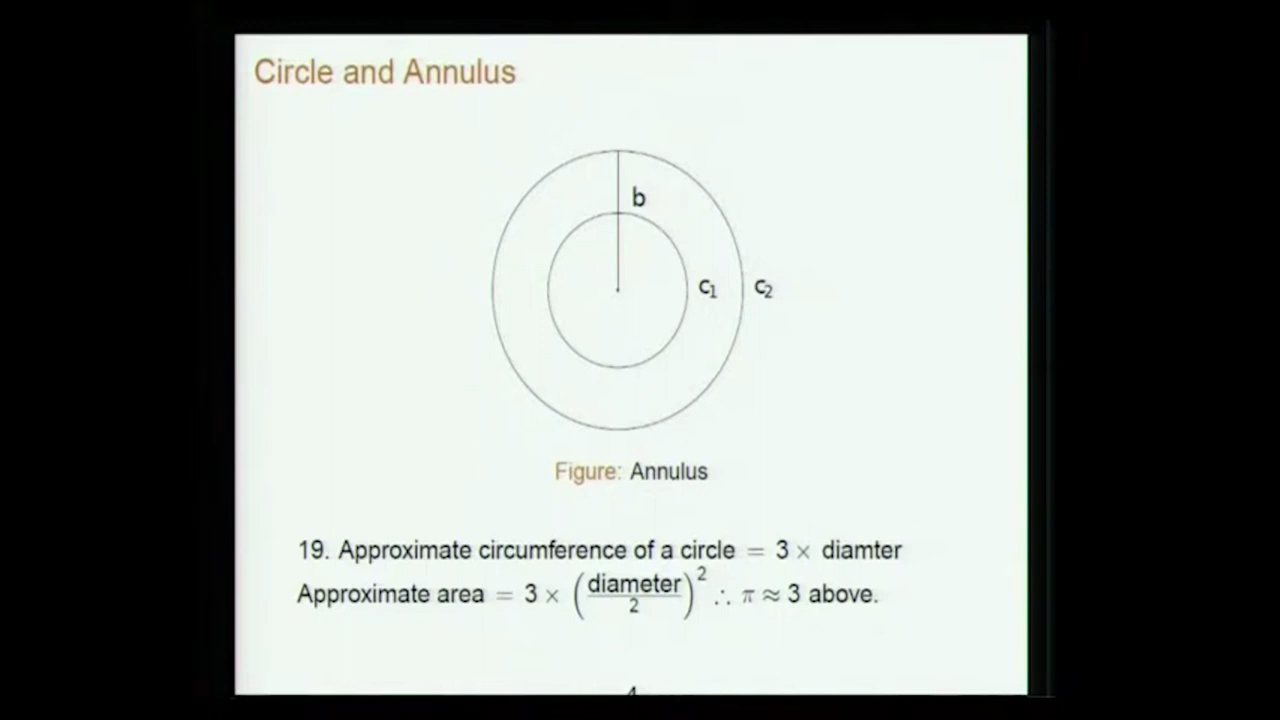 Circle and Annulus
b
c₁ c₂
Figure: Annulus
19. Approximate circumference of a circle = 3 × diamter
Approximate area = 3 × (diameter/2)² ∴ π ≈ 3 above.